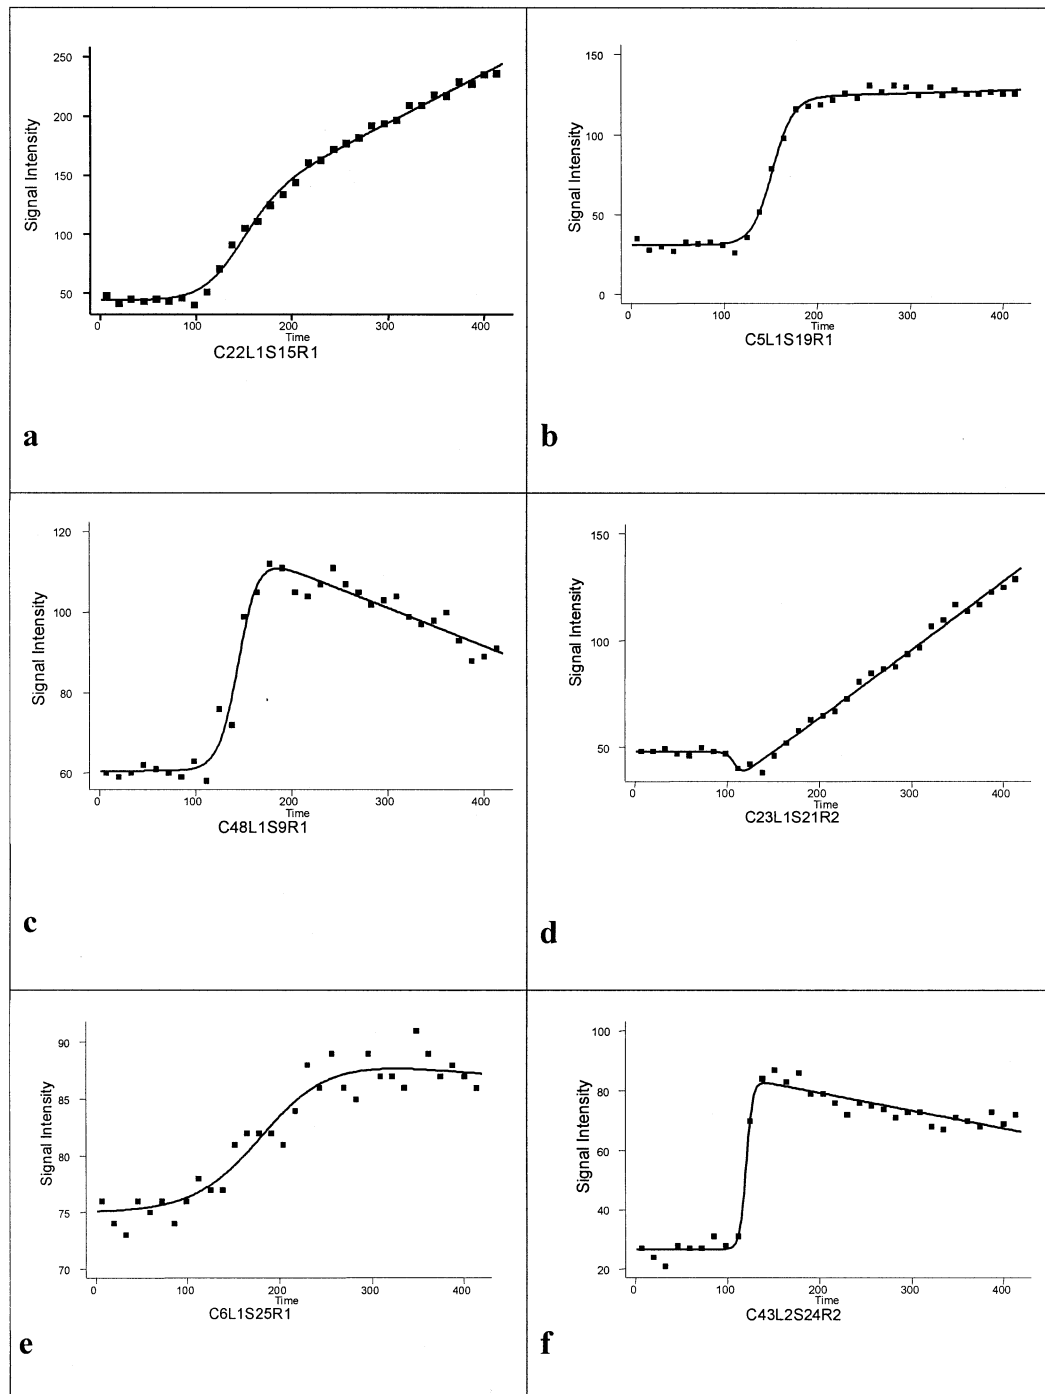 250
200
150
100
50
Signal Intensity
0 100 200 300 400
Time
C22L1S15R1
a
150
100
50
0
Signal Intensity
0 100 200 300 400
Time
C5L1S19R1
b
120
100
80
60
Signal Intensity
0 100 200 300 400
Time
C48L1S9R1
c
150
100
50
Signal Intensity
0 100 200 300 400
Time
C23L1S21R2
d
90
85
80
75
70
Signal Intensity
0 100 200 300 400
Time
C6L1S25R1
e
100
80
60
40
20
Signal Intensity
0 100 200 300 400
Time
C43L2S24R2
f